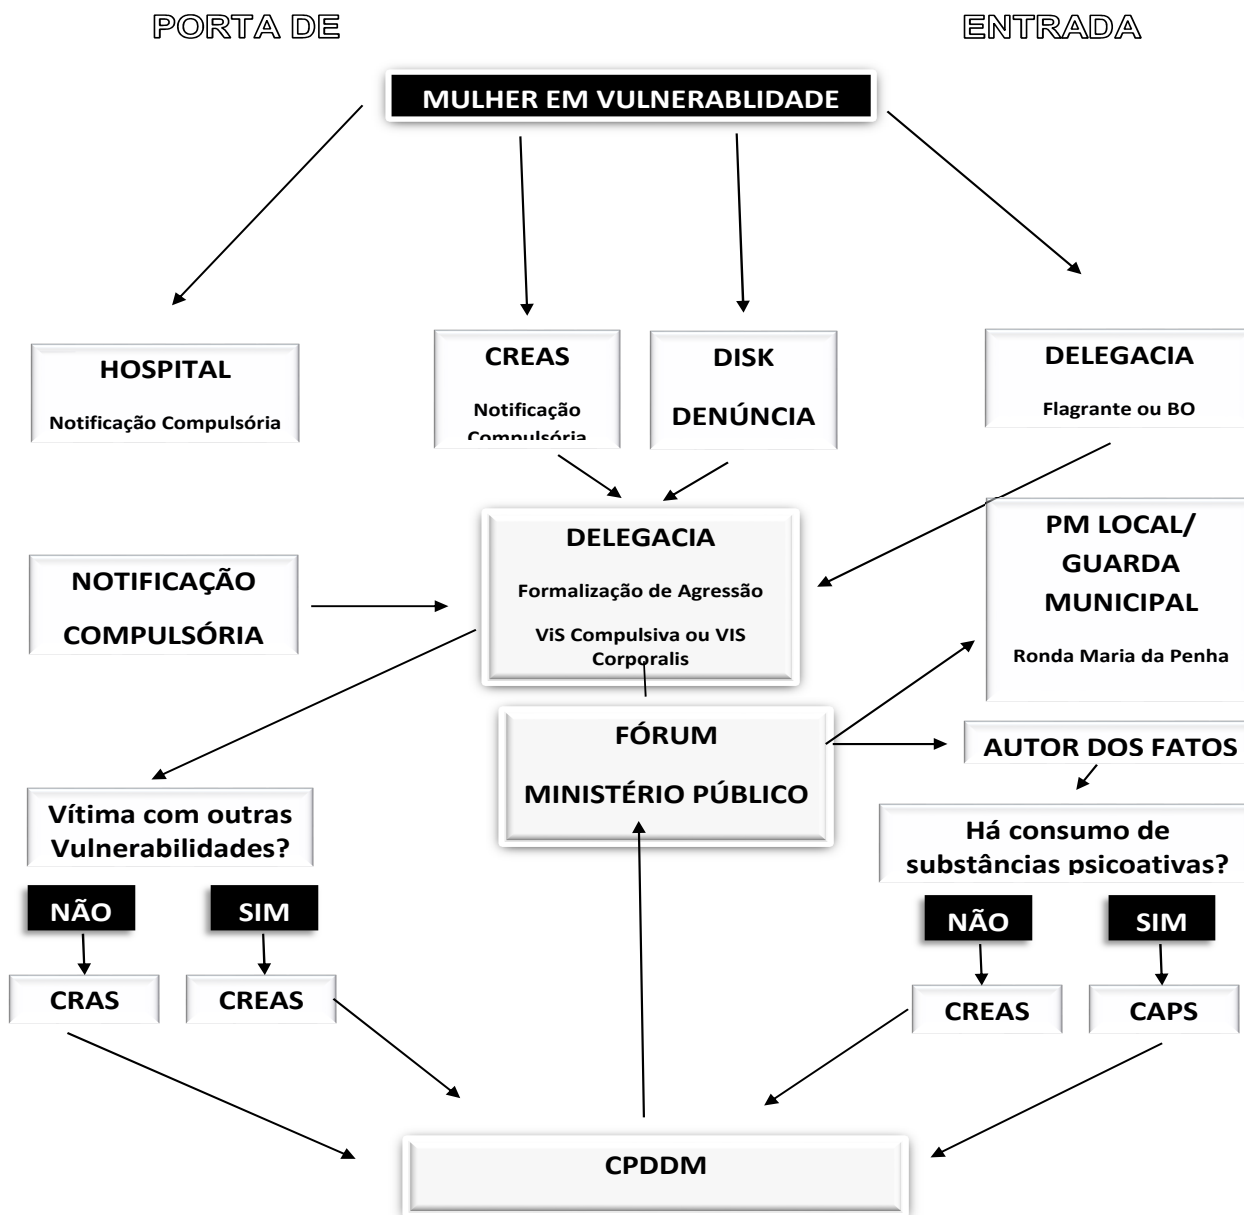 PORTA DE ENTRADA
MULHER EM VULNERABLIDADE
HOSPITAL
Notificação Compulsória
CREAS
Notificação
Compulsória
DISK
DENÚNCIA
DELEGACIA
Flagrante ou BO
NOTIFICAÇÃO
COMPULSÓRIA
DELEGACIA
Formalização de Agressão
ViS Compulsiva ou VIS
Corporalis
PM LOCAL/
GUARDA
MUNICIPAL
Ronda Maria da Penha
FÓRUM
MINISTÉRIO PÚBLICO
AUTOR DOS FATOS
Vítima com outras
Vulnerabilidades?
NÃO
SIM
CRAS
CREAS
Há consumo de
substâncias psicoativas?
NÃO
SIM
CREAS
CAPS
CPDDM